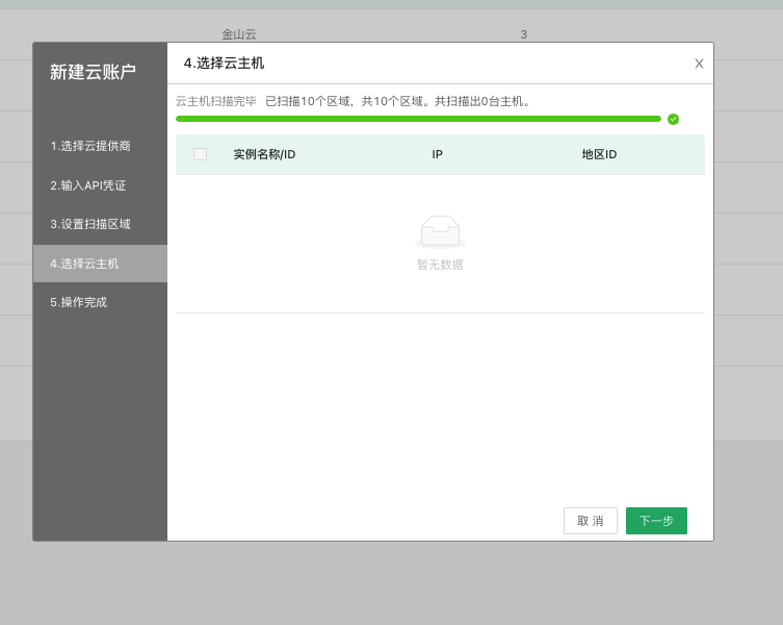 金山云 3
新建云账户
4.选择云主机 X
云主机扫描完毕 已扫描10个区域，共10个区域。共扫描出0台主机。
1.选择云提供商
2.输入API凭证
3.设置扫描区域
4.选择云主机
5.操作完成
实例名称/ID IP 地区ID
暂无数据
取 消 下一步